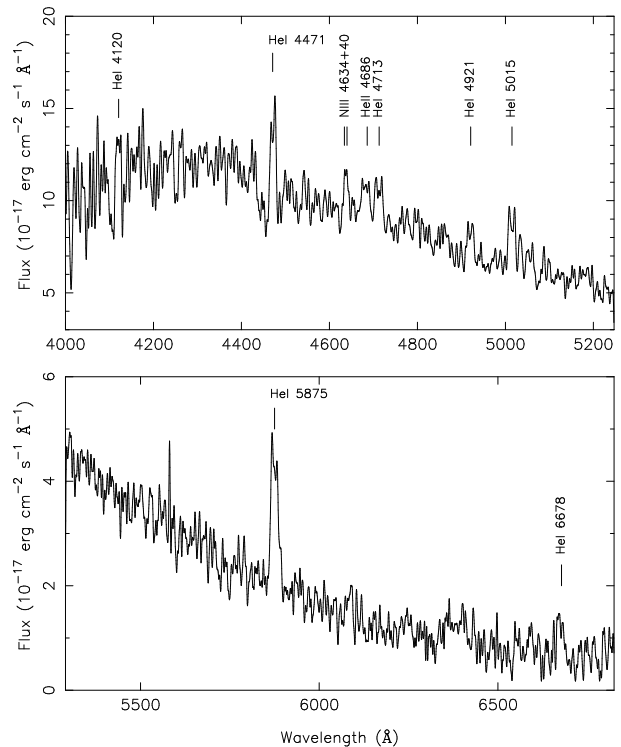 HeI 4120
HeI 4471
NIII 4634+40
HeII 4686
HeI 4713
HeI 4921
HeI 5015
Flux (10⁻¹⁷ erg cm⁻² s⁻¹ Å⁻¹)
20
15
10
5
4000 4200 4400 4600 4800 5000 5200
HeI 5875
HeI 6678
Flux (10⁻¹⁷ erg cm⁻² s⁻¹ Å⁻¹)
6
4
2
0
5500 6000 6500
Wavelength (Å)